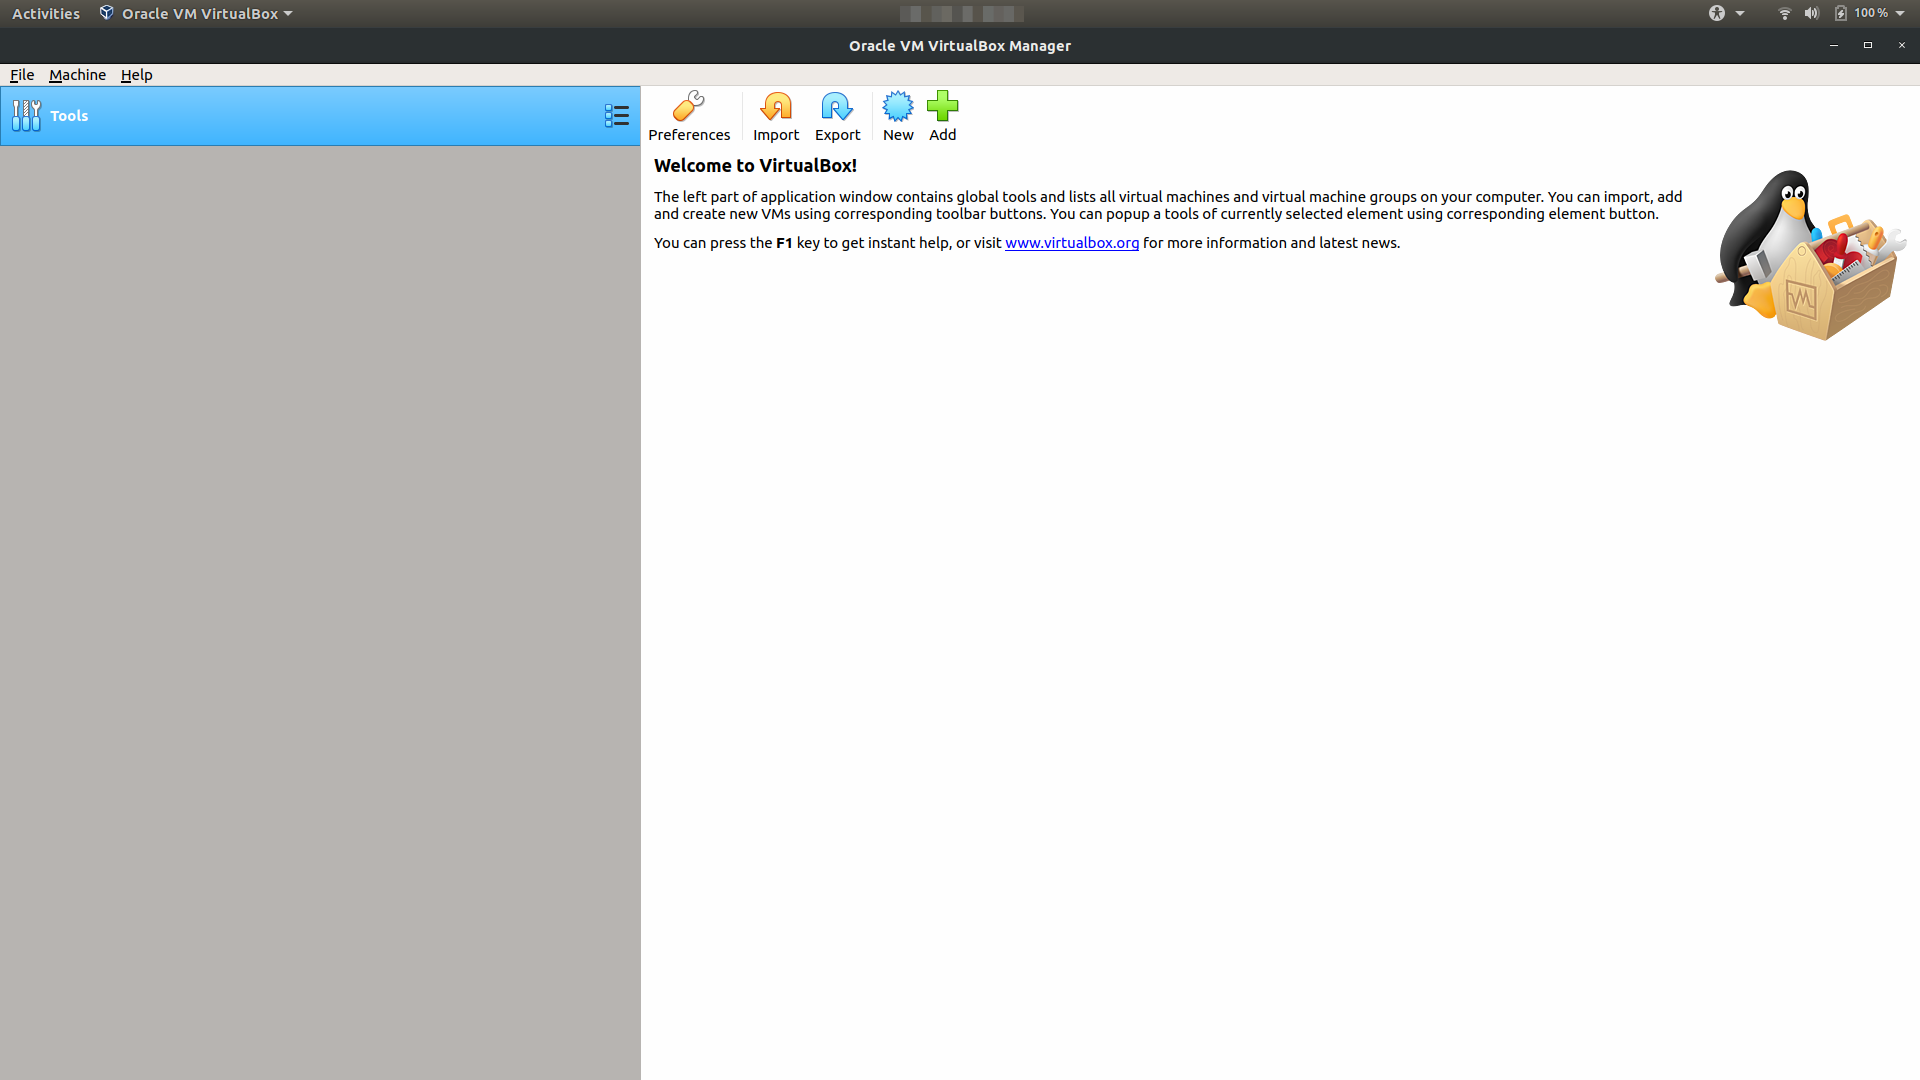 Activities Oracle VM VirtualBox 100 %
Oracle VM VirtualBox Manager
File Machine Help
Tools
Preferences Import Export New Add
Welcome to VirtualBox!
The left part of application window contains global tools and lists all virtual machines and virtual machine groups on your computer. You can import, add
and create new VMs using corresponding toolbar buttons. You can popup a tools of currently selected element using corresponding element button.
You can press the F1 key to get instant help, or visit www.virtualbox.org for more information and latest news.